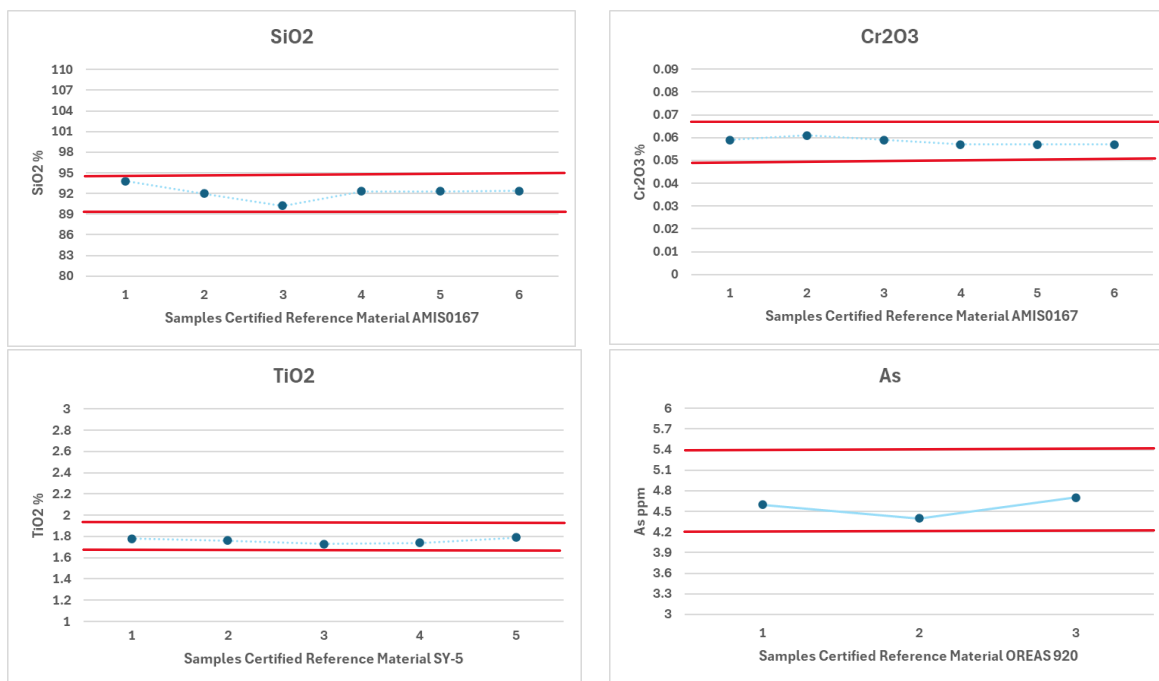 SiO2
110
107
104
101
98
95
92
89
86
83
80
SiO2 %
1 2 3 4 5 6
Samples Certified Reference Material AMIS0167
Cr2O3
0.09
0.08
0.07
0.06
0.05
0.04
0.03
0.02
0.01
0
Cr2O3 %
1 2 3 4 5 6
Samples Certified Reference Material AMIS0167
TiO2
3
2.8
2.6
2.4
2.2
2
1.8
1.6
1.4
1.2
1
TiO2 %
1 2 3 4 5
Samples Certified Reference Material SY-5
As
6
5.7
5.4
5.1
4.8
4.5
4.2
3.9
3.6
3.3
3
As ppm
1 2 3
Samples Certified Reference Material OREAS 920